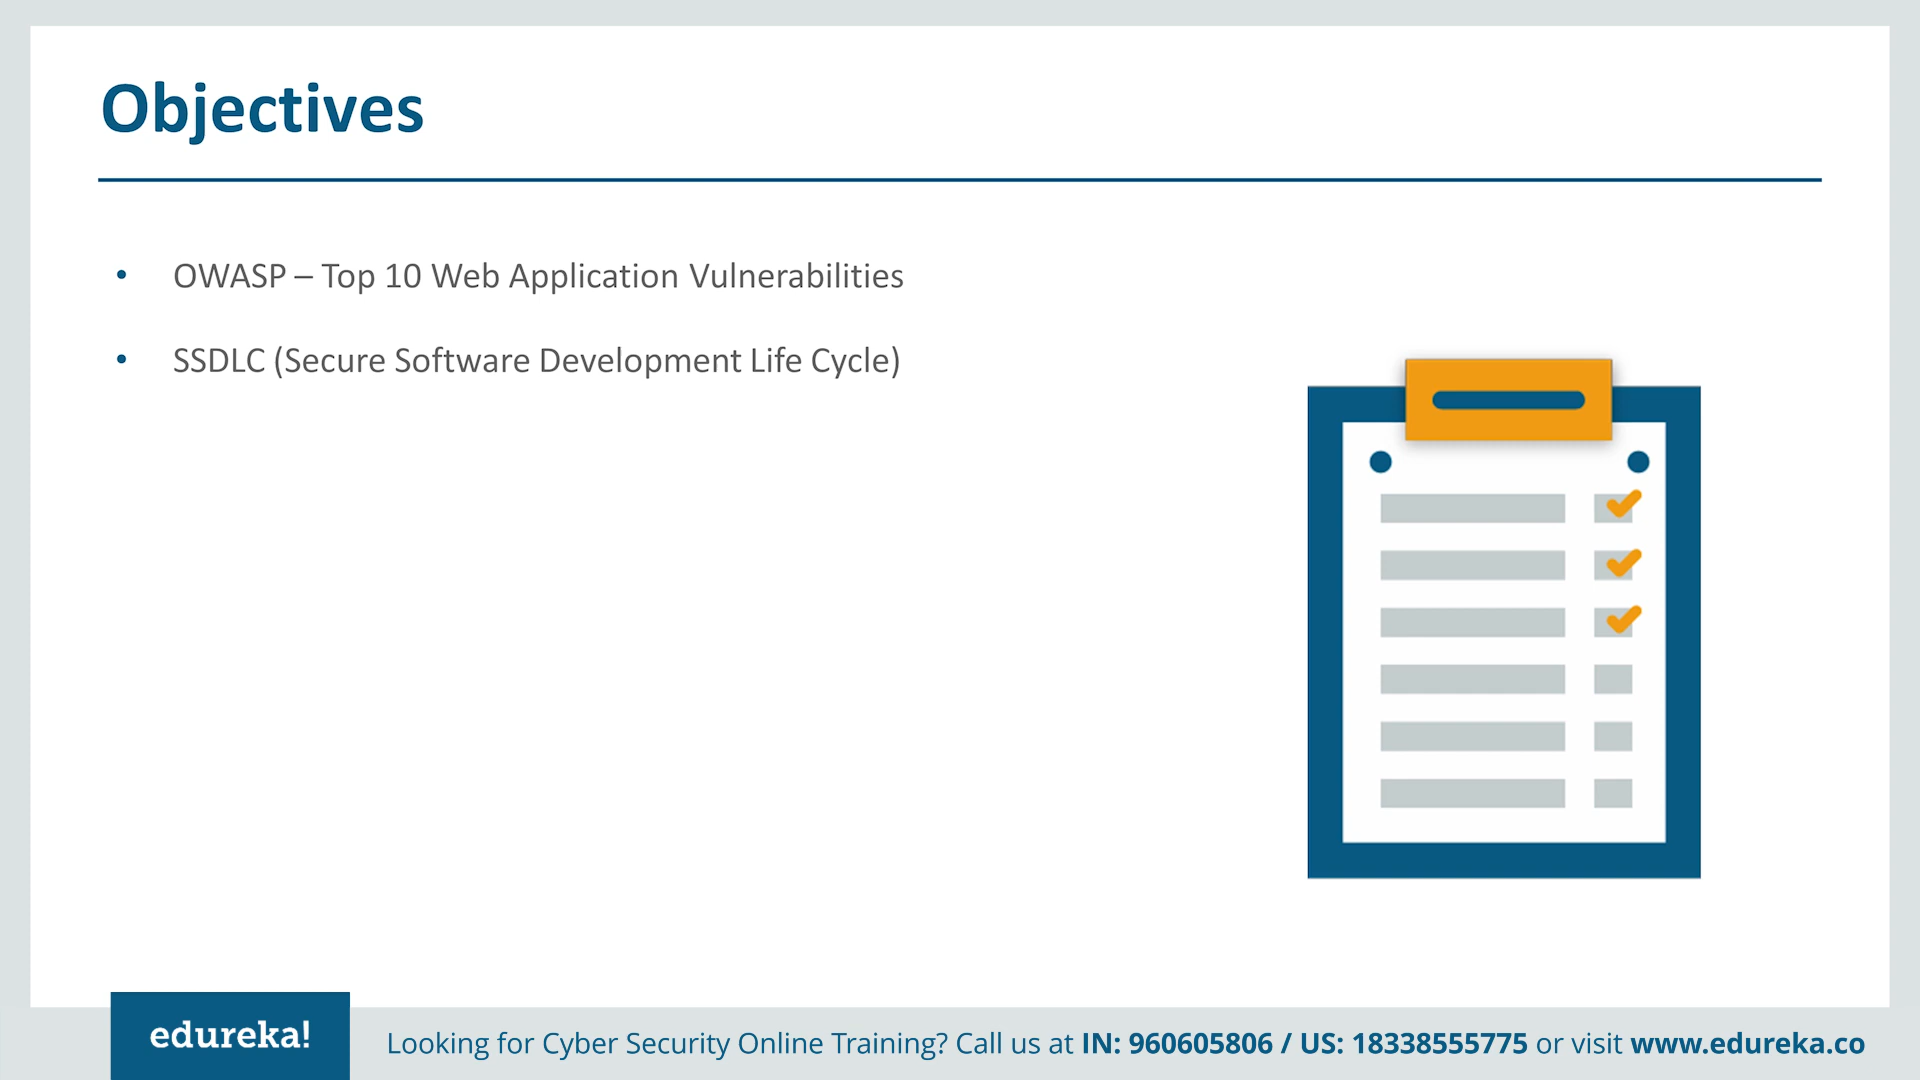 Objectives
• OWASP – Top 10 Web Application Vulnerabilities
• SSDLC (Secure Software Development Life Cycle)
edureka!
Looking for Cyber Security Online Training? Call us at IN: 960605806 / US: 18338555775 or visit www.edureka.co